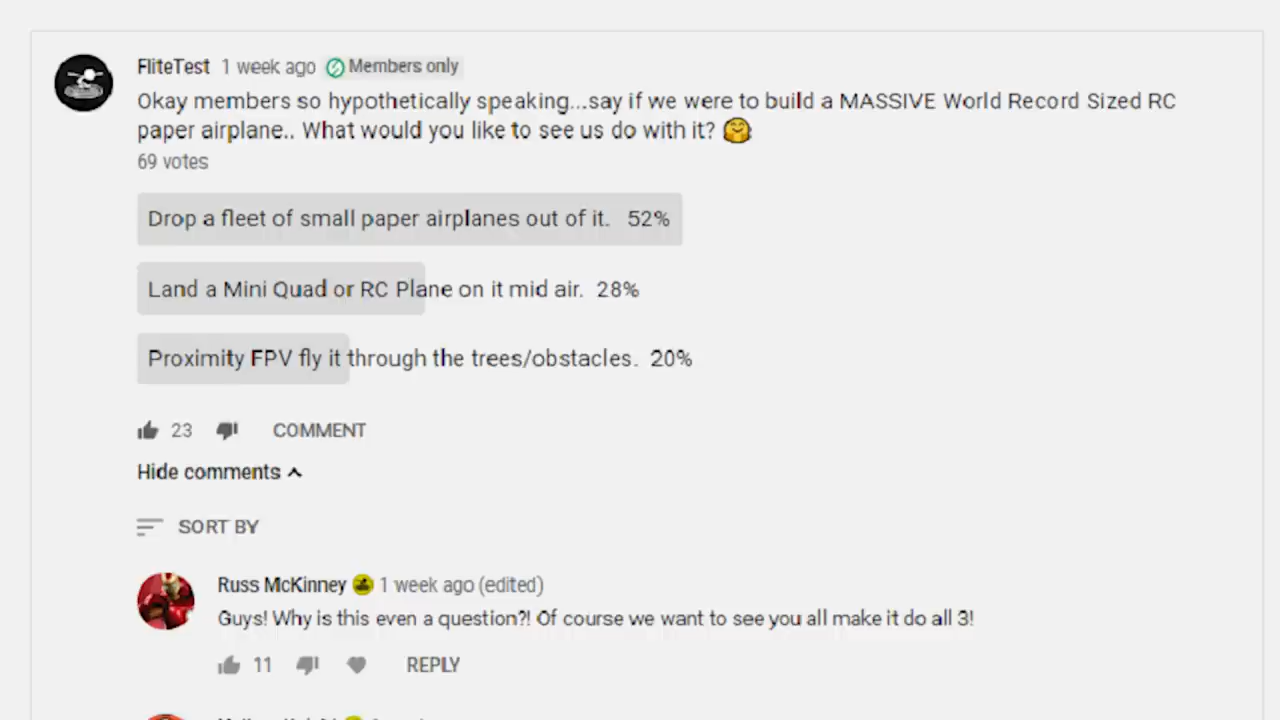 FliteTest 1 week ago Members only
Okay members so hypothetically speaking...say if we were to build a MASSIVE World Record Sized RC
paper airplane.. What would you like to see us do with it? 🤗
69 votes
Drop a fleet of small paper airplanes out of it. 52%
Land a Mini Quad or RC Plane on it mid air. 28%
Proximity FPV fly it through the trees/obstacles. 20%
23 COMMENT
Hide comments
SORT BY
Russ McKinney 1 week ago (edited)
Guys! Why is this even a question?! Of course we want to see you all make it do all 3!
11 REPLY